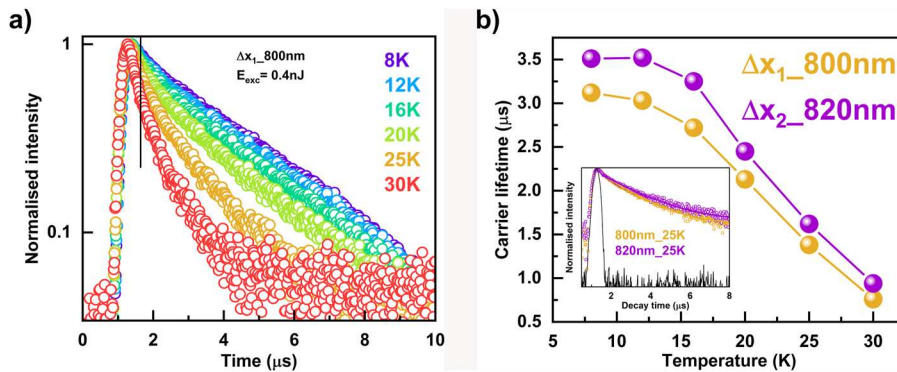 a)
Normalised intensity
1
0.1
Δx₁_800nm
E_exc= 0.4nJ
8K
12K
16K
20K
25K
30K
0 2 4 6 8 10
Time (μs)
b)
Carrier lifetime (μs)
3.5
3.0
2.5
2.0
1.5
1.0
0.5
Δx₁_800nm
Δx₂_820nm
Normalised intensity
800nm_25K
820nm_25K
2 4 6 8
Decay time (μs)
5 10 15 20 25 30
Temperature (K)